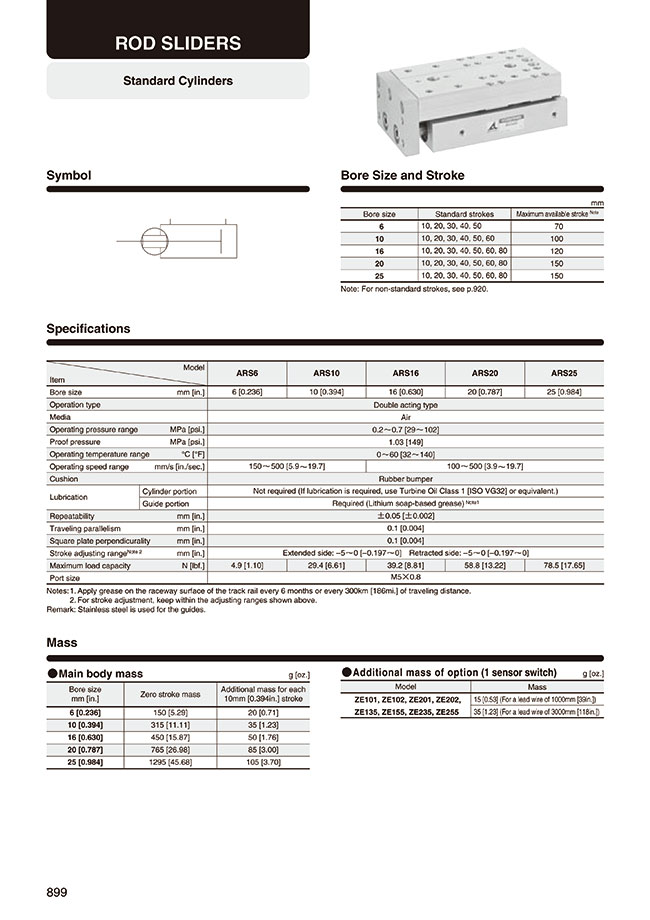 ROD SLIDERS
Standard Cylinders
Symbol
Bore Size and Stroke
mm
Bore size Standard strokes Maximum available stroke Note
6 10, 20, 30, 40, 50 70
10 10, 20, 30, 40, 50, 60 100
16 10, 20, 30, 40, 50, 60, 80 120
20 10, 20, 30, 40, 50, 60, 80 150
25 10, 20, 30, 40, 50, 60, 80 150
Note: For non-standard strokes, see p.920.
Specifications
Model
Item
ARS6 ARS10 ARS16 ARS20 ARS25
Bore size mm [in.] 6 [0.236] 10 [0.394] 16 [0.630] 20 [0.787] 25 [0.984]
Operation type Double acting type
Media Air
Operating pressure range MPa [psi.] 0.2～0.7 [29～102]
Proof pressure MPa [psi.] 1.03 [149]
Operating temperature range °C [°F] 0～60 [32～140]
Operating speed range mm/s [in./sec.] 150～500 [5.9～19.7] 100～500 [3.9～19.7]
Cushion Rubber bumper
Lubrication
Cylinder portion Not required (If lubrication is required, use Turbine Oil Class 1 [ISO VG32] or equivalent.)
Guide portion Required (Lithium soap-based grease) Note1
Repeatability mm [in.] ±0.05 [±0.002]
Traveling parallelism mm [in.] 0.1 [0.004]
Square plate perpendicurality mm [in.] 0.1 [0.004]
Stroke adjusting range Note 2 mm [in.] Extended side: −5～0 [−0.197～0] Retracted side: −5～0 [−0.197～0]
Maximum load capacity N [lbf.] 4.9 [1.10] 29.4 [6.61] 39.2 [8.81] 58.8 [13.22] 78.5 [17.65]
Port size M5×0.8
Notes: 1. Apply grease on the raceway surface of the track rail every 6 months or every 300km [186mi.] of traveling distance.
2. For stroke adjustment, keep within the adjusting ranges shown above.
Remark: Stainless steel is used for the guides.
Mass
●Main body mass g [oz.]
Bore size mm [in.] Zero stroke mass Additional mass for each 10mm [0.394in.] stroke
6 [0.236] 150 [5.29] 20 [0.71]
10 [0.394] 315 [11.11] 35 [1.23]
16 [0.630] 450 [15.87] 50 [1.76]
20 [0.787] 765 [26.98] 85 [3.00]
25 [0.984] 1295 [45.68] 105 [3.70]
●Additional mass of option (1 sensor switch) g [oz.]
Model Mass
ZE101, ZE102, ZE201, ZE202, 15 [0.53] (For a lead wire of 1000mm [39in.])
ZE135, ZE155, ZE235, ZE255 35 [1.23] (For a lead wire of 3000mm [118in.])
899